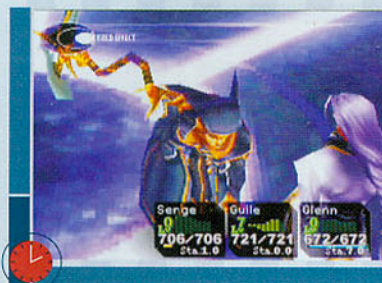 FIELD EFFECT
Serge Guile Glenn
706/706 721/721 672/672
Sta.1.0 Sta.0.0 Sta.7.0